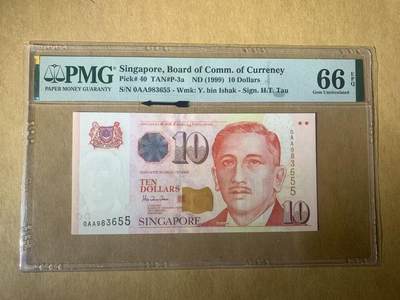 PMG
PAPER MONEY GUARANTY
Singapore, Board of Comm. of Currency
Pick# 40 TAN#P-3a ND (1999) 10 Dollars
S/N 0AA983655 - Wmk: Y. bin Ishak - Sign. H.T. Tau
66 EPQ
Gem Uncirculated
10
0AA983655
TEN
DOLLARS
0AA983655
SINGAPORE
10